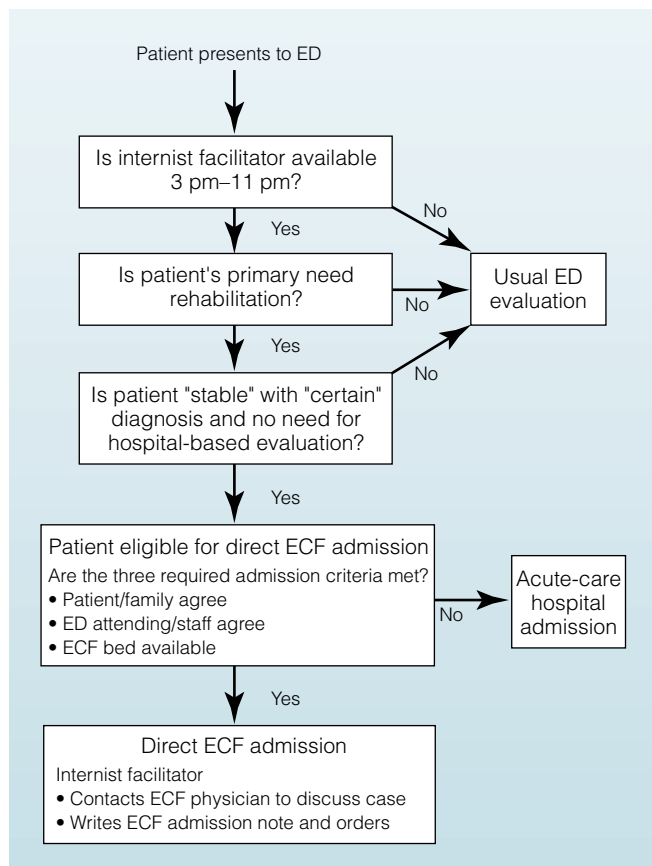 Patient presents to ED
Is internist facilitator available
3 pm–11 pm?
No
Yes
Is patient's primary need
rehabilitation?
No
Usual ED
evaluation
Yes
Is patient "stable" with "certain"
diagnosis and no need for
hospital-based evaluation?
No
Yes
Patient eligible for direct ECF admission
Are the three required admission criteria met?
• Patient/family agree
• ED attending/staff agree
• ECF bed available
No
Acute-care
hospital
admission
Yes
Direct ECF admission
Internist facilitator
• Contacts ECF physician to discuss case
• Writes ECF admission note and orders